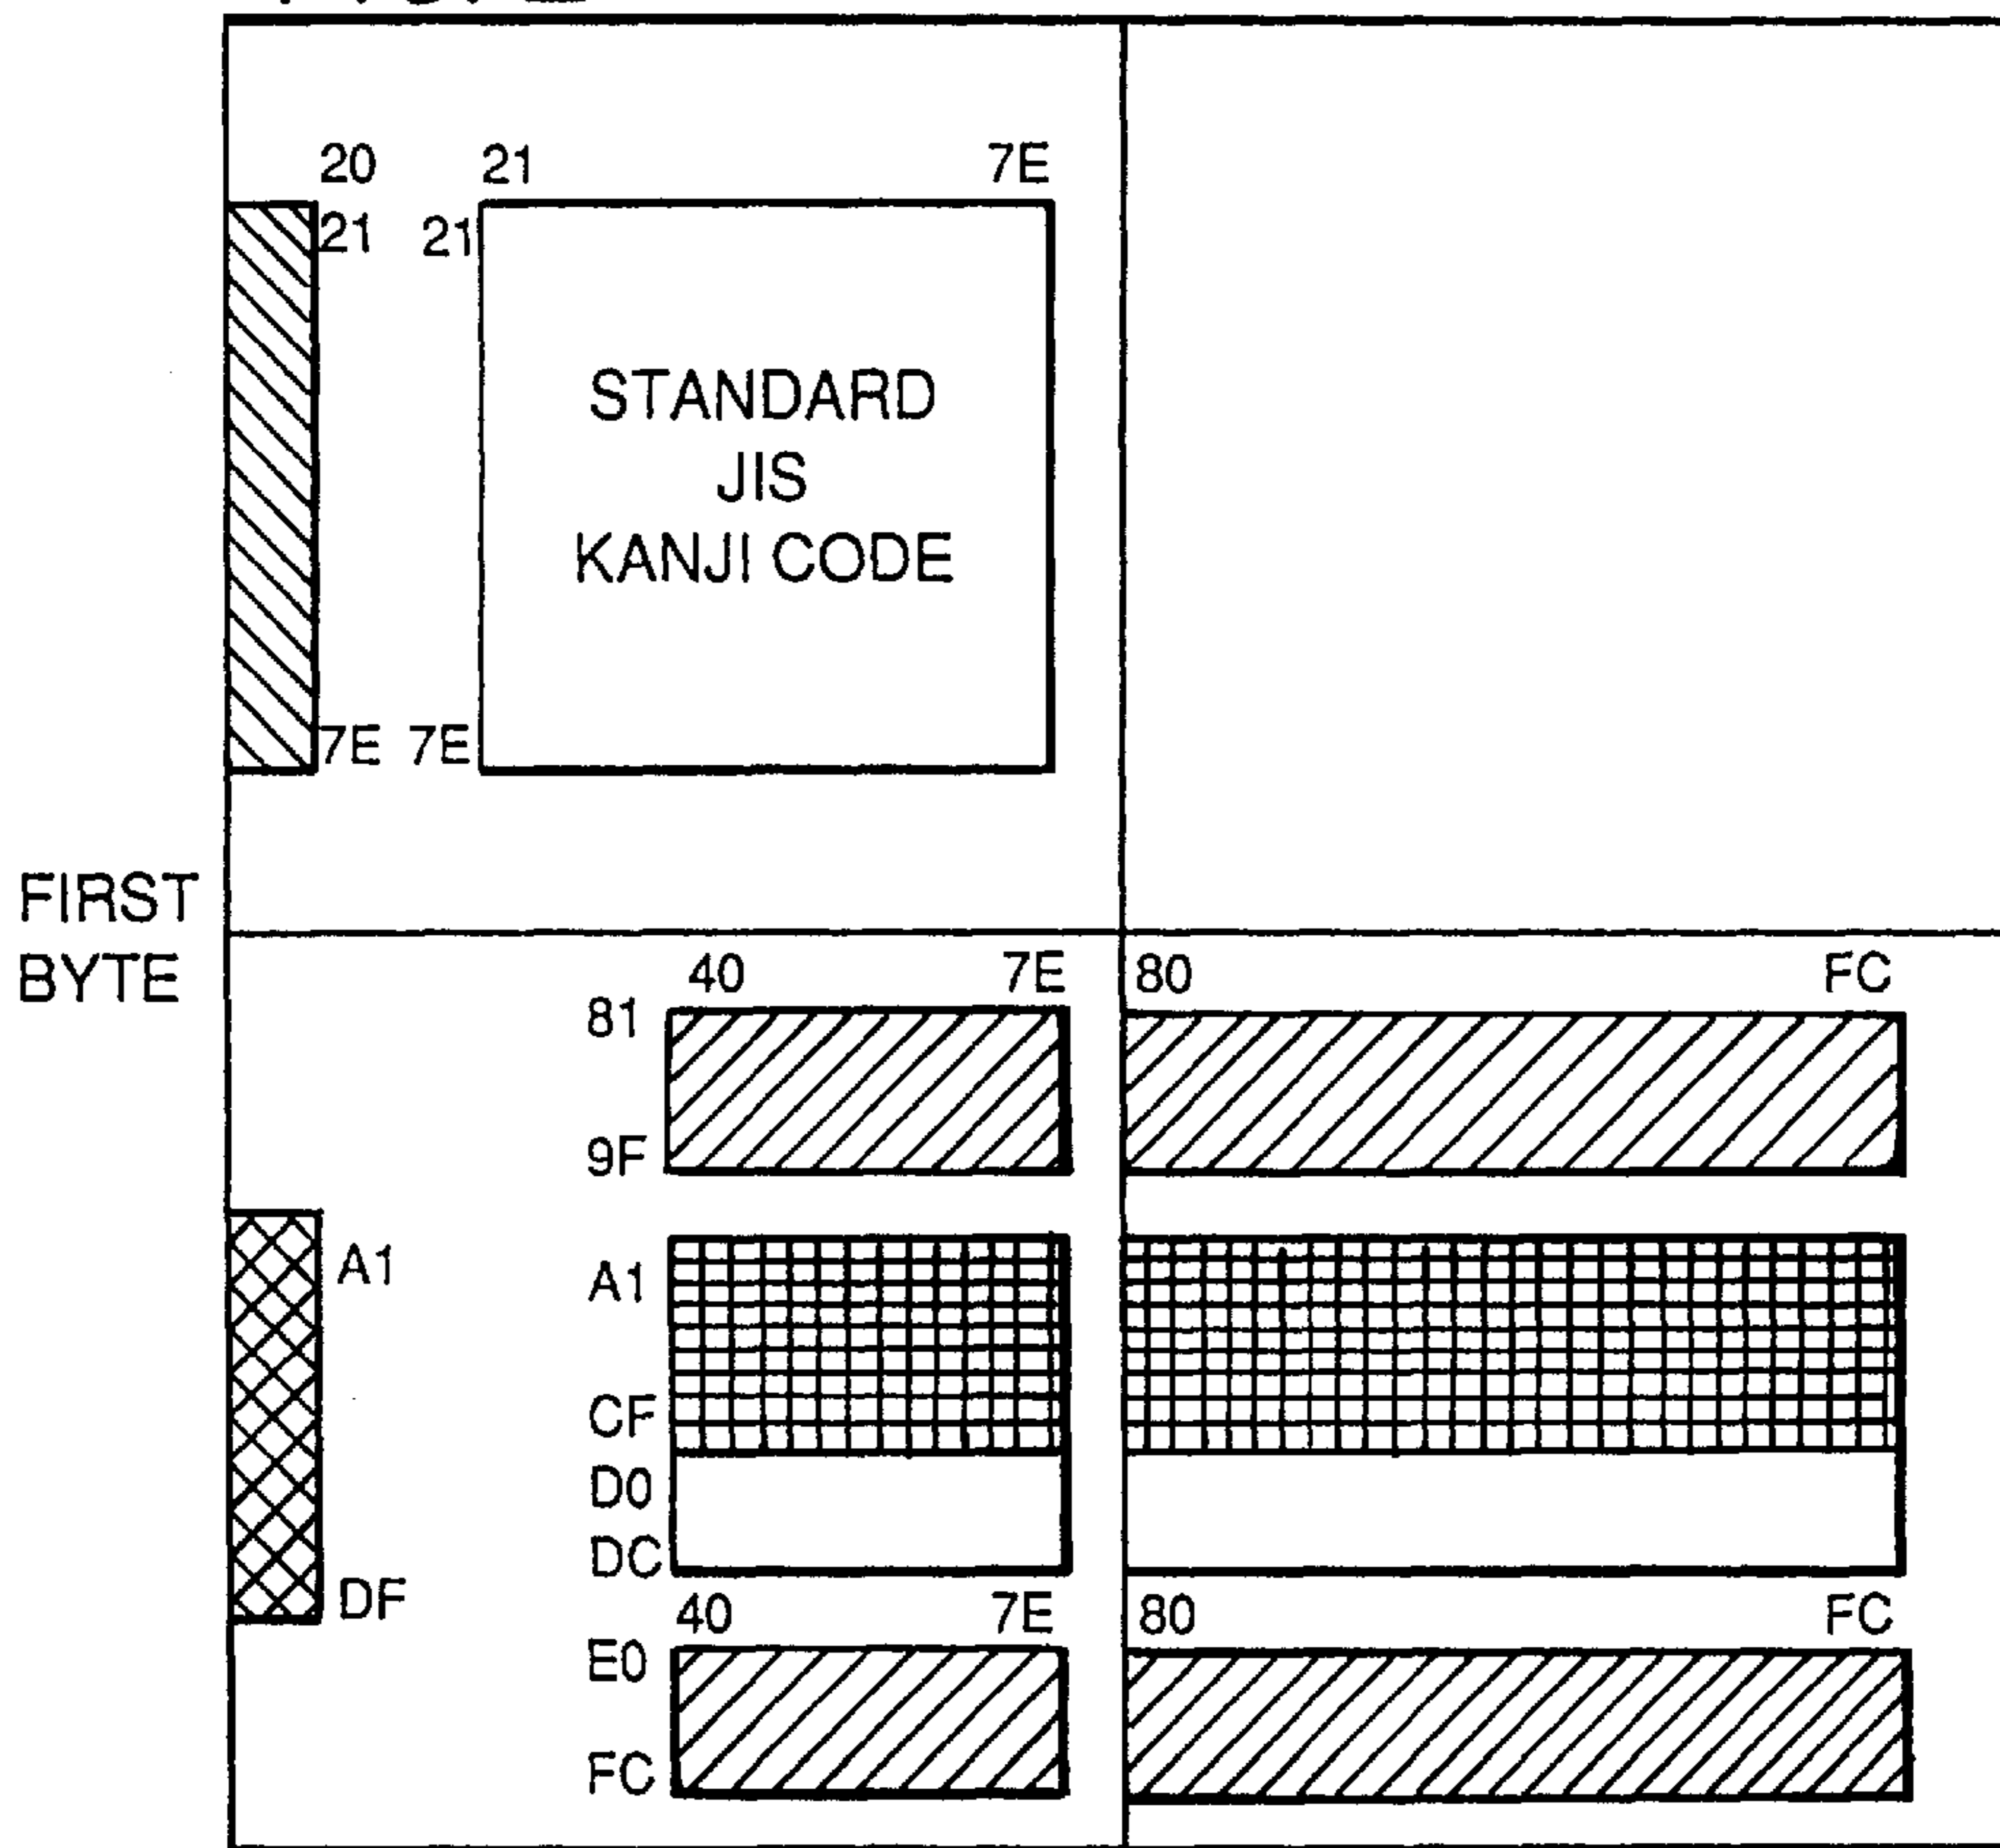 20 21 7E
21 21
STANDARD
JIS
KANJI CODE
7E 7E
FIRST
BYTE
40 7E 80 FC
81
9F
A1 A1
CF
D0
DC
DF
40 7E 80 FC
E0
FC